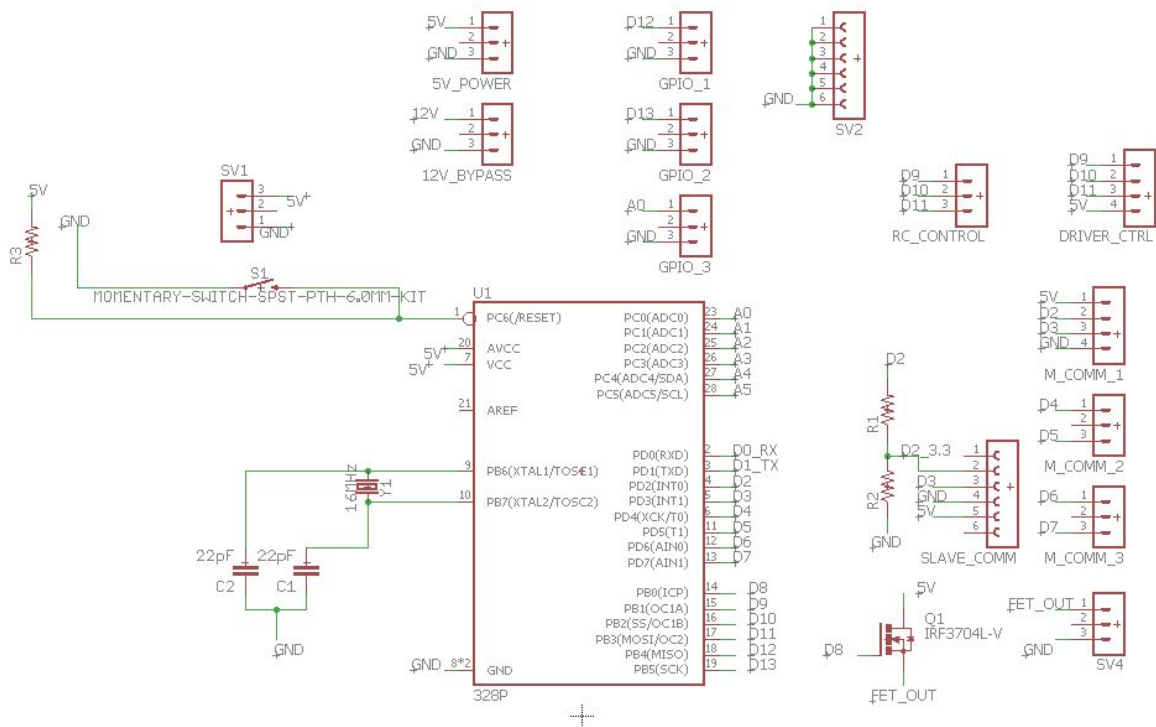 5V 1
2
GND 3
5V_POWER
D12 1
2
GND 3
GPIO_1
1
2
3
4
5
GND 6
SV2
12V 1
2
GND 3
12V_BYPASS
D13 1
2
GND 3
GPIO_2
A0 1
2
GND 3
GPIO_3
SV1
3 5V
2
1 GND
D9 1
D10 2
D11 3
RC_CONTROL
D9 1
D10 2
D11 3
5V 4
DRIVER_CTRL
5V
R3
GND
S1
MOMENTARY-SWITCH-SPST-PTH-6.0MM-KIT
U1
1 PC6(/RESET)
5V 20 AVCC
5V 7 VCC
21 AREF
9 PB6(XTAL1/TOSC1)
10 PB7(XTAL2/TOSC2)
GND 8*2 GND
PC0(ADC0) 23 A0
PC1(ADC1) 24 A1
PC2(ADC2) 25 A2
PC3(ADC3) 26 A3
PC4(ADC4/SDA) 27 A4
PC5(ADC5/SCL) 28 A5
PD0(RXD) 2 D0_RX
PD1(TXD) 3 D1_TX
PD2(INT0) 4 D2
PD3(INT1) 5 D3
PD4(XCK/T0) 6 D4
PD5(T1) 11 D5
PD6(AIN0) 12 D6
PD7(AIN1) 13 D7
PB0(ICP) 14 D8
PB1(OC1A) 15 D9
PB2(SS/OC1B) 16 D10
PB3(MOSI/OC2) 17 D11
PB4(MISO) 18 D12
PB5(SCK) 19 D13
328P
16MHz
Y1
22pF 22pF
C2 C1
GND
5V 1
D2 2
D3 3
GND 4
M_COMM_1
D4 1
2
D5 3
M_COMM_2
D6 1
2
D7 3
M_COMM_3
D2
R1
R2
GND
1
D2_3.3 2
D3 3
GND 4
5V 5
6
SLAVE_COMM
5V
Q1
IRF3704L-V
D8
FET_OUT
FET_OUT 1
2
GND 3
SV4